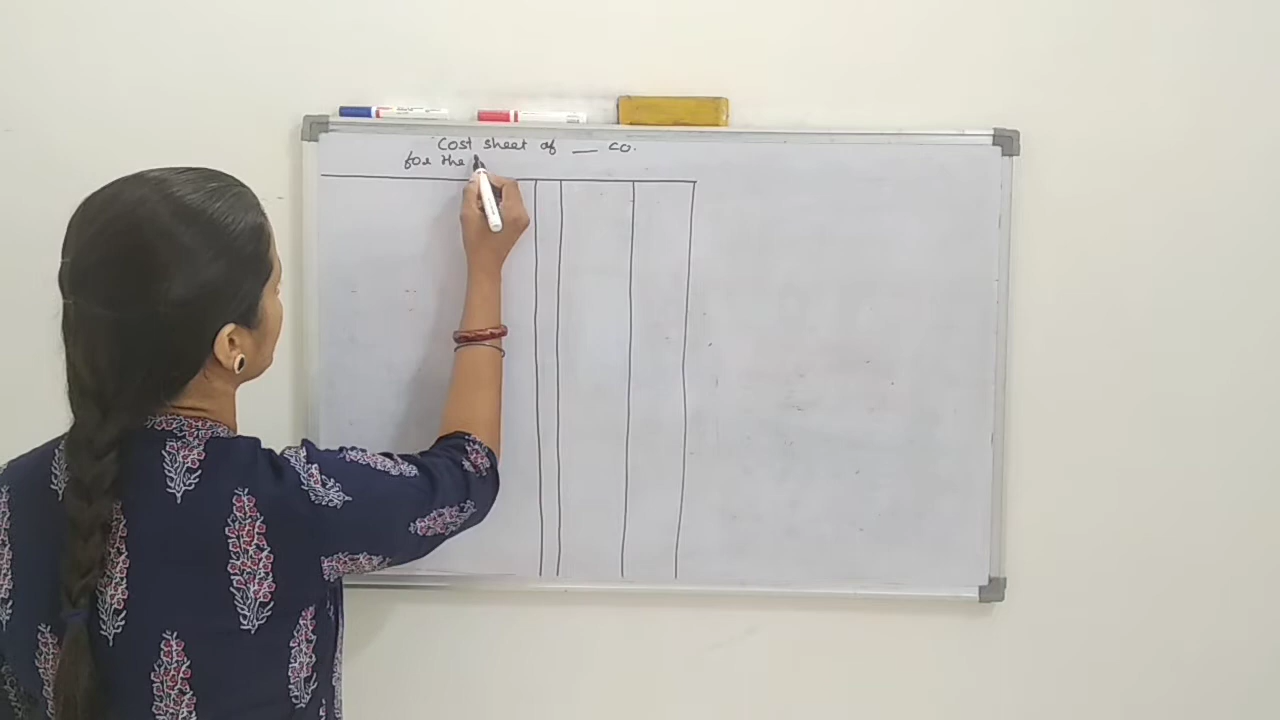 Cost sheet of __ co.
for the